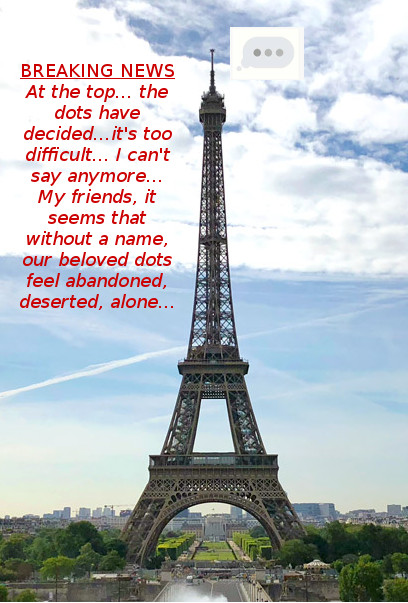 BREAKING NEWS
At the top... the
dots have
decided...it's too
difficult... I can't
say anymore...
My friends, it
seems that
without a name,
our beloved dots
feel abandoned,
deserted, alone...